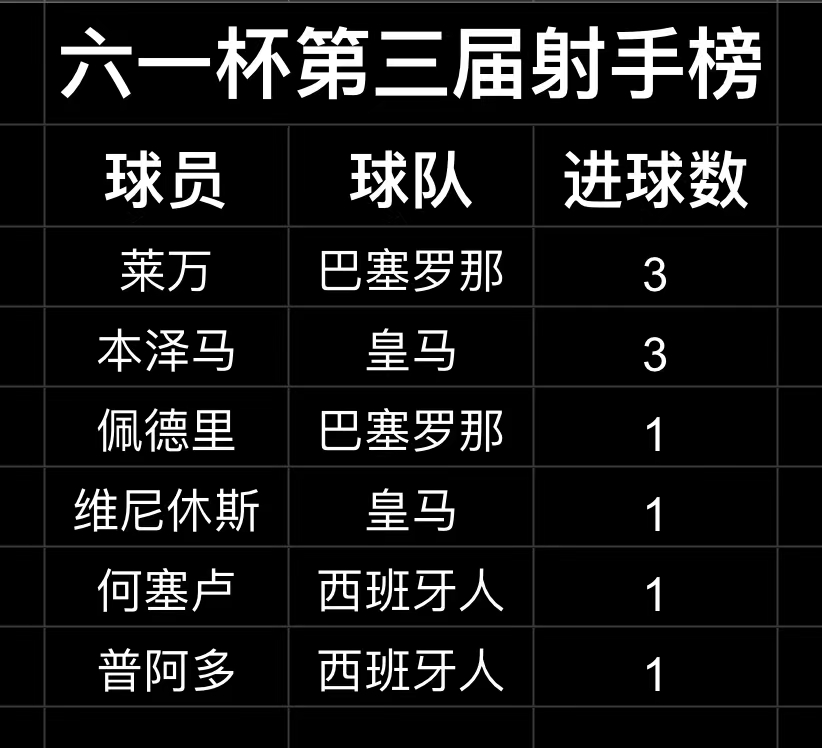 六一杯第三届射手榜
球员 球队 进球数
莱万 巴塞罗那 3
本泽马 皇马 3
佩德里 巴塞罗那 1
维尼休斯 皇马 1
何塞卢 西班牙人 1
普阿多 西班牙人 1